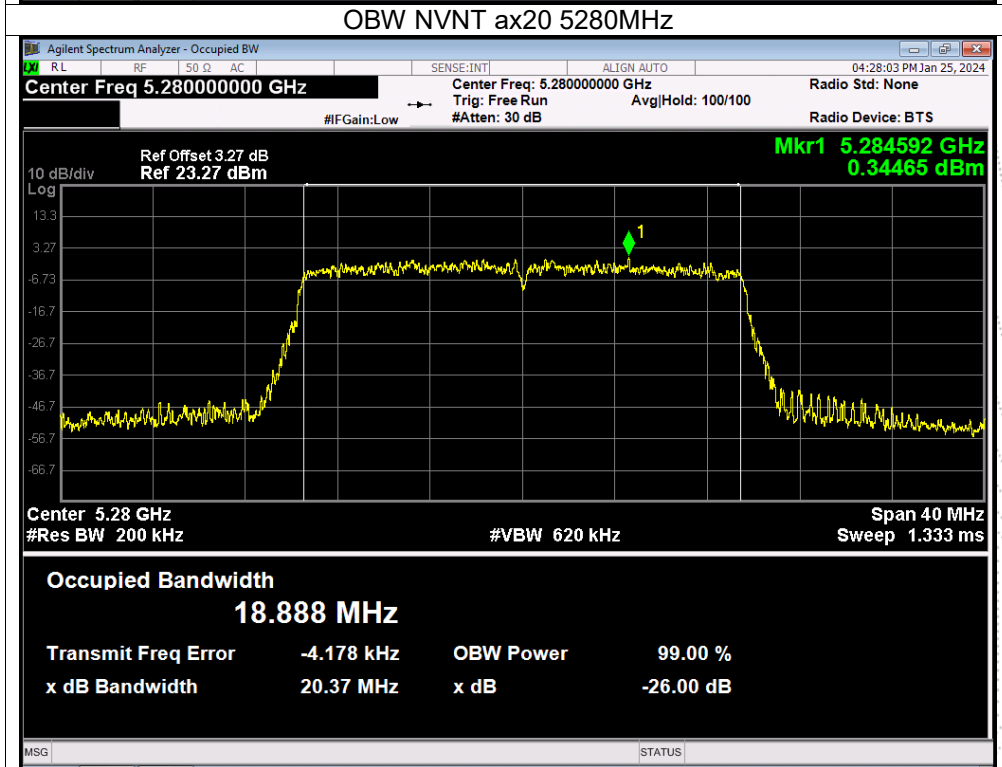 OBW NVNT ax20 5280MHz
Agilent Spectrum Analyzer - Occupied BW
LXI RL RF 50 Ω AC SENSE:INT ALIGN AUTO 04:28:03 PM Jan 25, 2024
Center Freq 5.280000000 GHz Center Freq: 5.280000000 GHz Radio Std: None
Trig: Free Run Avg|Hold: 100/100
#IFGain:Low #Atten: 30 dB Radio Device: BTS
Mkr1 5.284592 GHz
0.34465 dBm
Ref Offset 3.27 dB
10 dB/div Ref 23.27 dBm
Log
13.3
1
3.27
-6.73
-16.7
-26.7
-36.7
-46.7
-56.7
-66.7
Center 5.28 GHz Span 40 MHz
#Res BW 200 kHz #VBW 620 kHz Sweep 1.333 ms
Occupied Bandwidth
18.888 MHz
Transmit Freq Error -4.178 kHz OBW Power 99.00 %
x dB Bandwidth 20.37 MHz x dB -26.00 dB
MSG STATUS